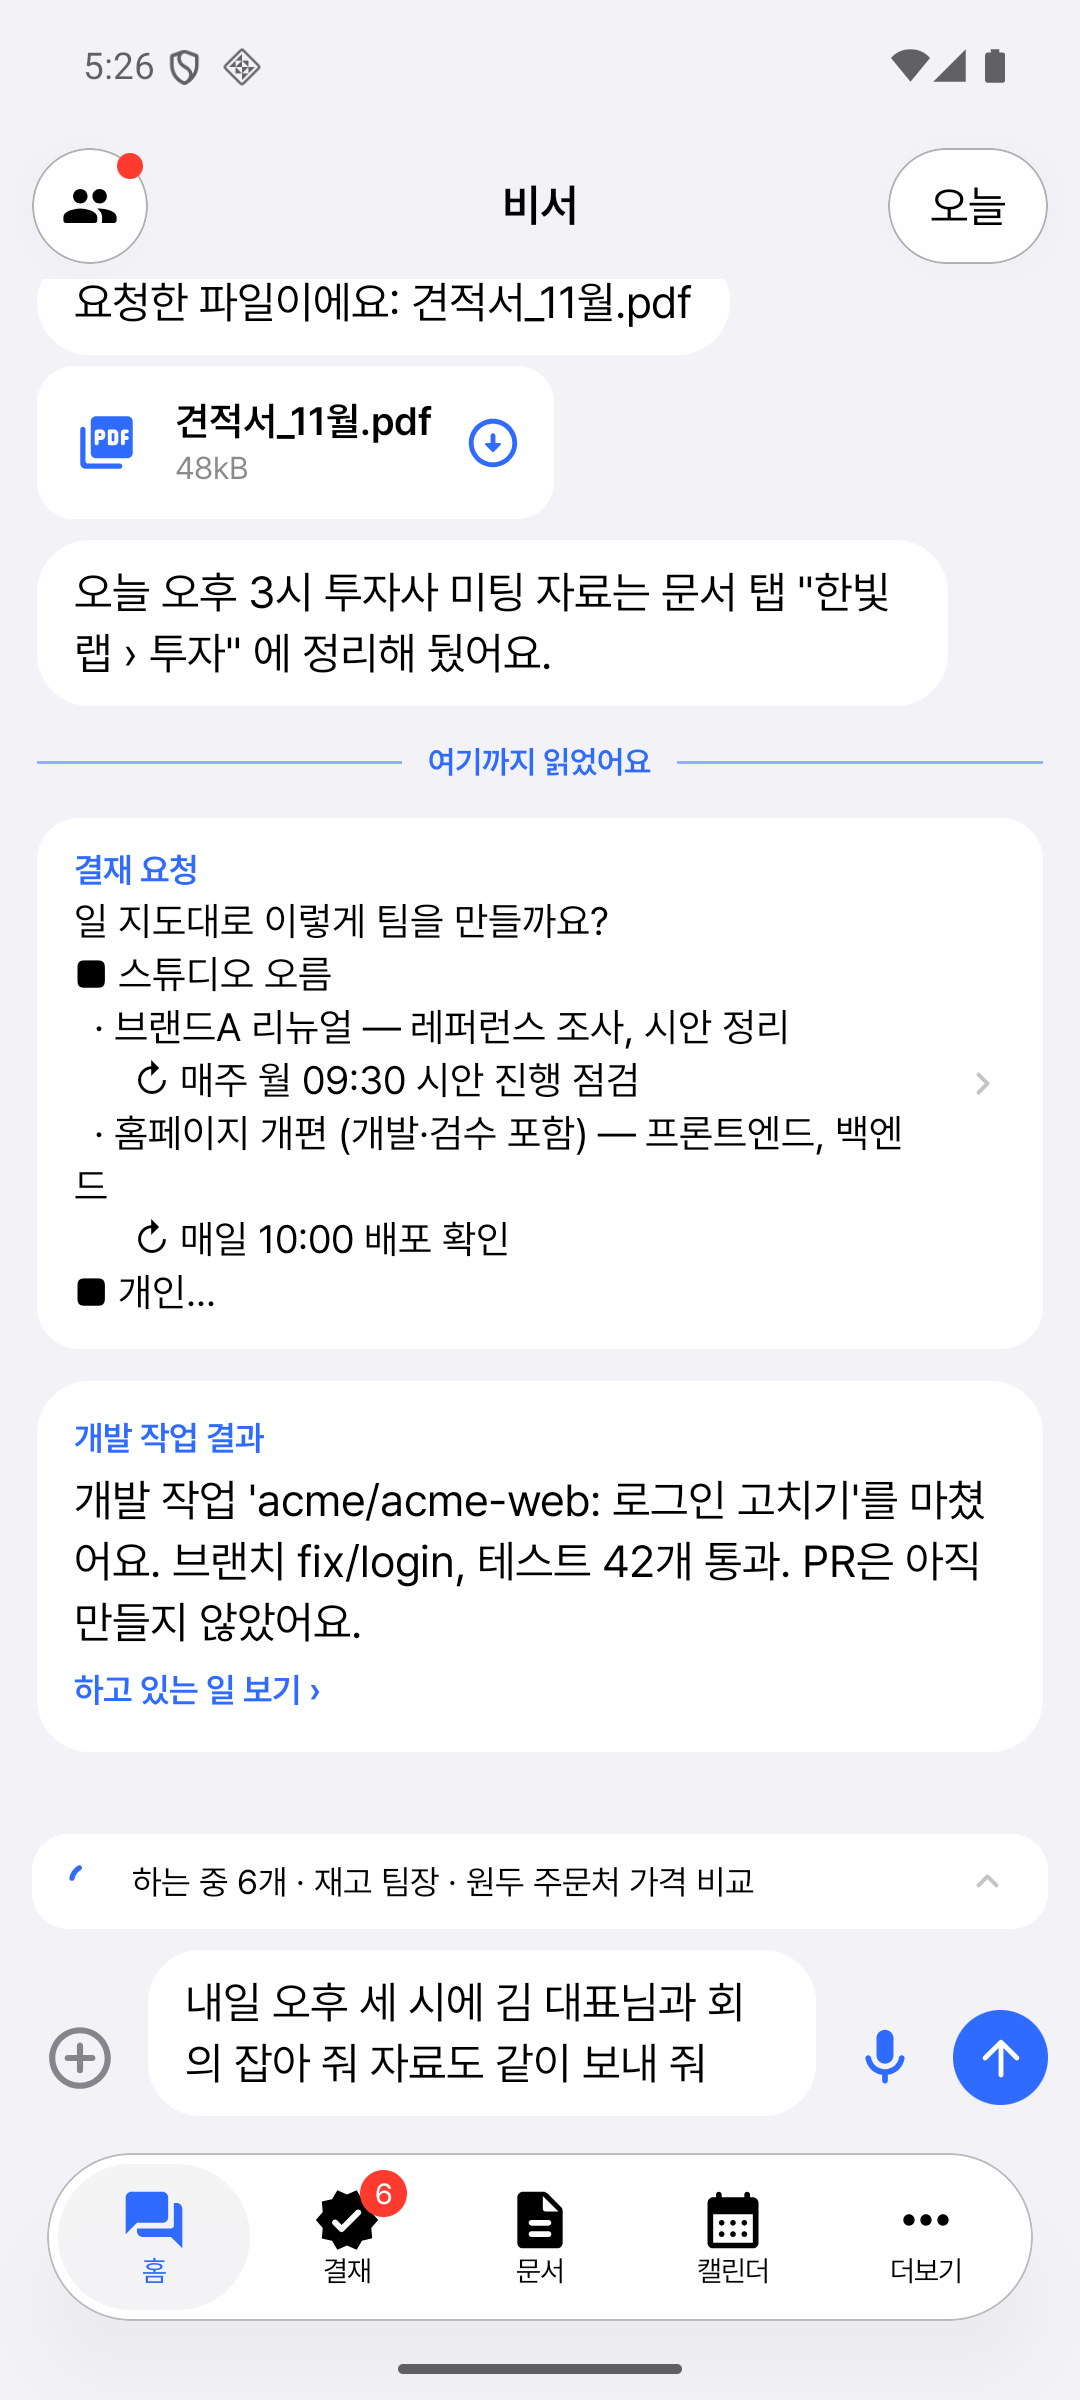 5:26
비서
오늘
요청한 파일이에요: 견적서_11월.pdf
PDF
견적서_11월.pdf
48kB
오늘 오후 3시 투자사 미팅 자료는 문서 탭 "한빛
랩 › 투자" 에 정리해 뒀어요.
여기까지 읽었어요
결재 요청
일 지도대로 이렇게 팀을 만들까요?
■ 스튜디오 오름
· 브랜드A 리뉴얼 — 레퍼런스 조사, 시안 정리
↻ 매주 월 09:30 시안 진행 점검
· 홈페이지 개편 (개발·검수 포함) — 프론트엔드, 백엔
드
↻ 매일 10:00 배포 확인
■ 개인...
개발 작업 결과
개발 작업 'acme/acme-web: 로그인 고치기'를 마쳤
어요. 브랜치 fix/login, 테스트 42개 통과. PR은 아직
만들지 않았어요.
하고 있는 일 보기 ›
하는 중 6개 · 재고 팀장 · 원두 주문처 가격 비교
내일 오후 세 시에 김 대표님과 회
의 잡아 줘 자료도 같이 보내 줘
6
홈
결재
문서
캘린더
더보기